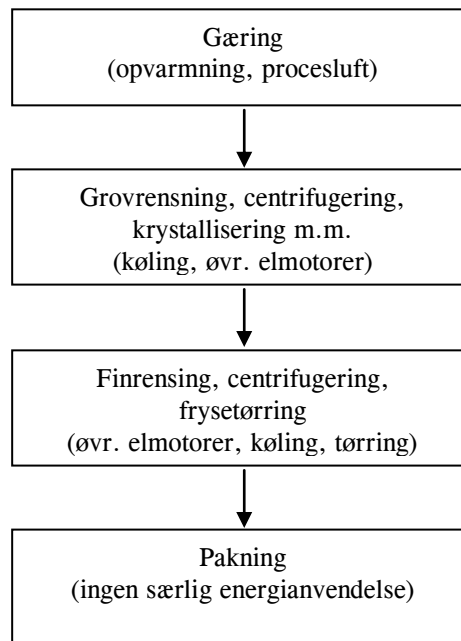 Gæring
(opvarmning, procesluft)
Grovrensning, centrifugering,
krystallisering m.m.
(køling, øvr. elmotorer)
Finrensing, centrifugering,
frysetørring
(øvr. elmotorer, køling, tørring)
Pakning
(ingen særlig energianvendelse)